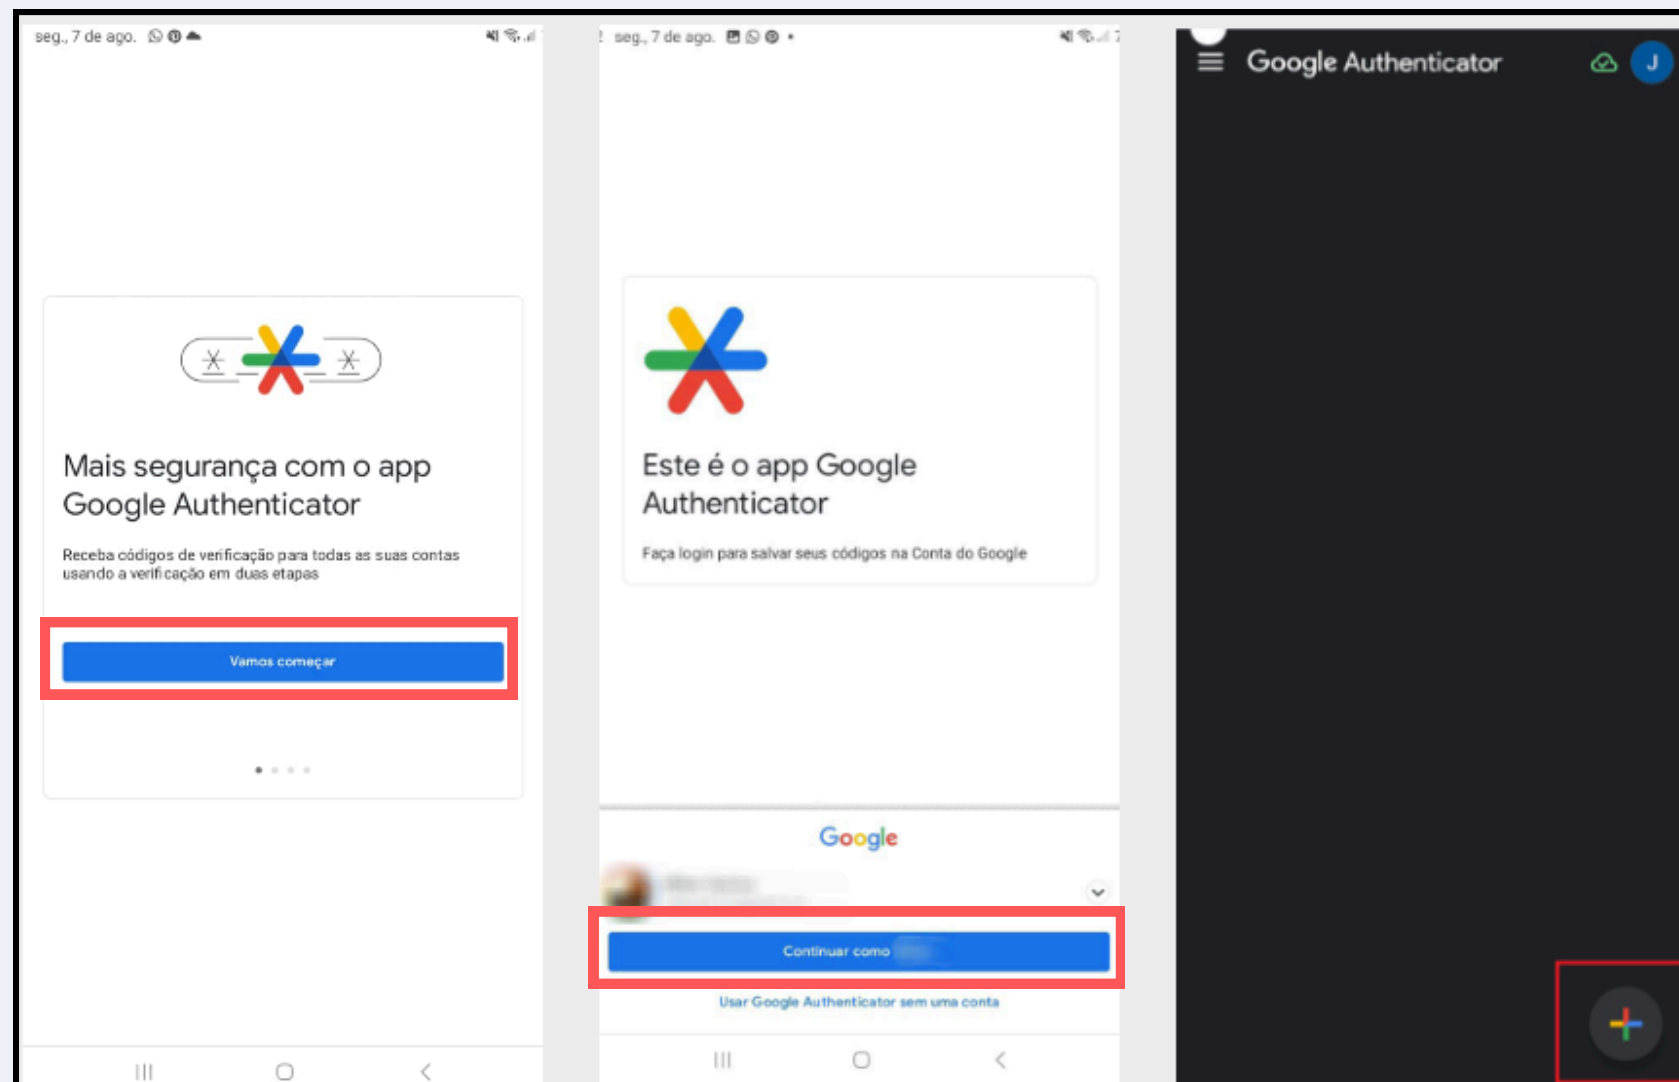 seg., 7 de ago.
Mais segurança com o app
Google Authenticator
Receba códigos de verificação para todas as suas contas
usando a verificação em duas etapas
Vamos começar
seg., 7 de ago.
Este é o app Google
Authenticator
Faça login para salvar seus códigos na Conta do Google
Google
Continuar como
Usar Google Authenticator sem uma conta
Google Authenticator
J